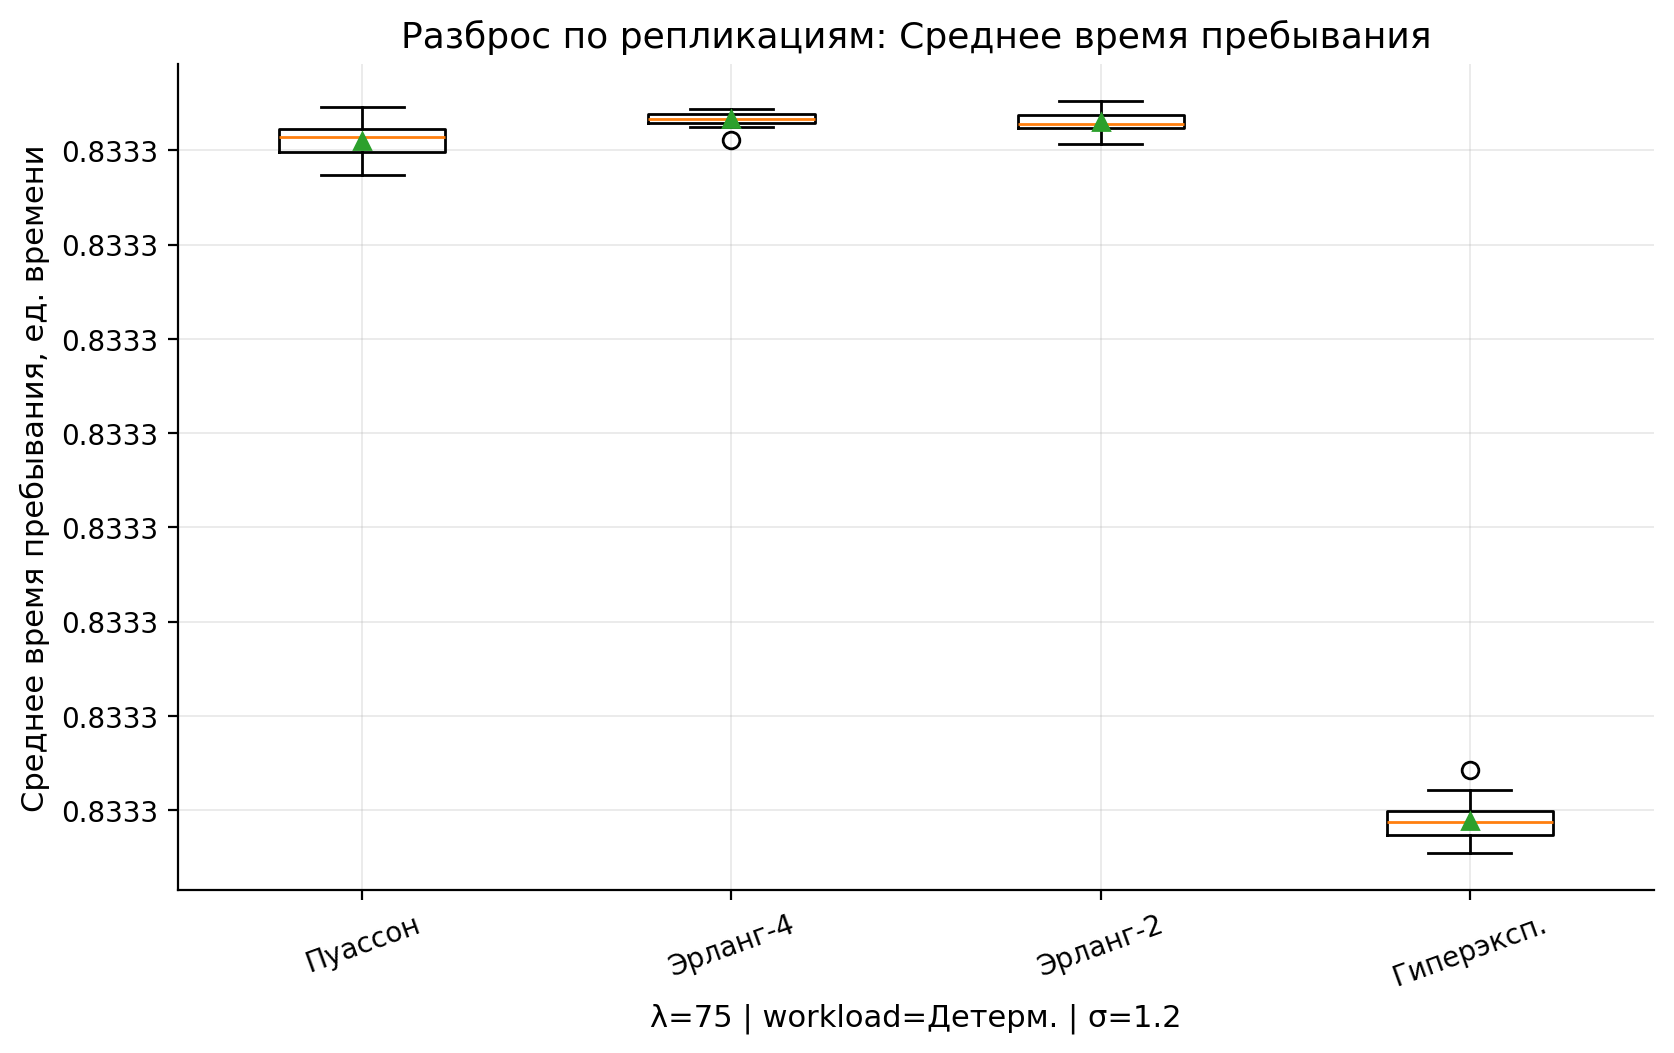 Разброс по репликациям: Среднее время пребывания
Среднее время пребывания, ед. времени
0.8333
0.8333
0.8333
0.8333
0.8333
0.8333
0.8333
0.8333
Пуассон
Эрланг-4
Эрланг-2
Гиперэксп.
λ=75 | workload=Детерм. | σ=1.2